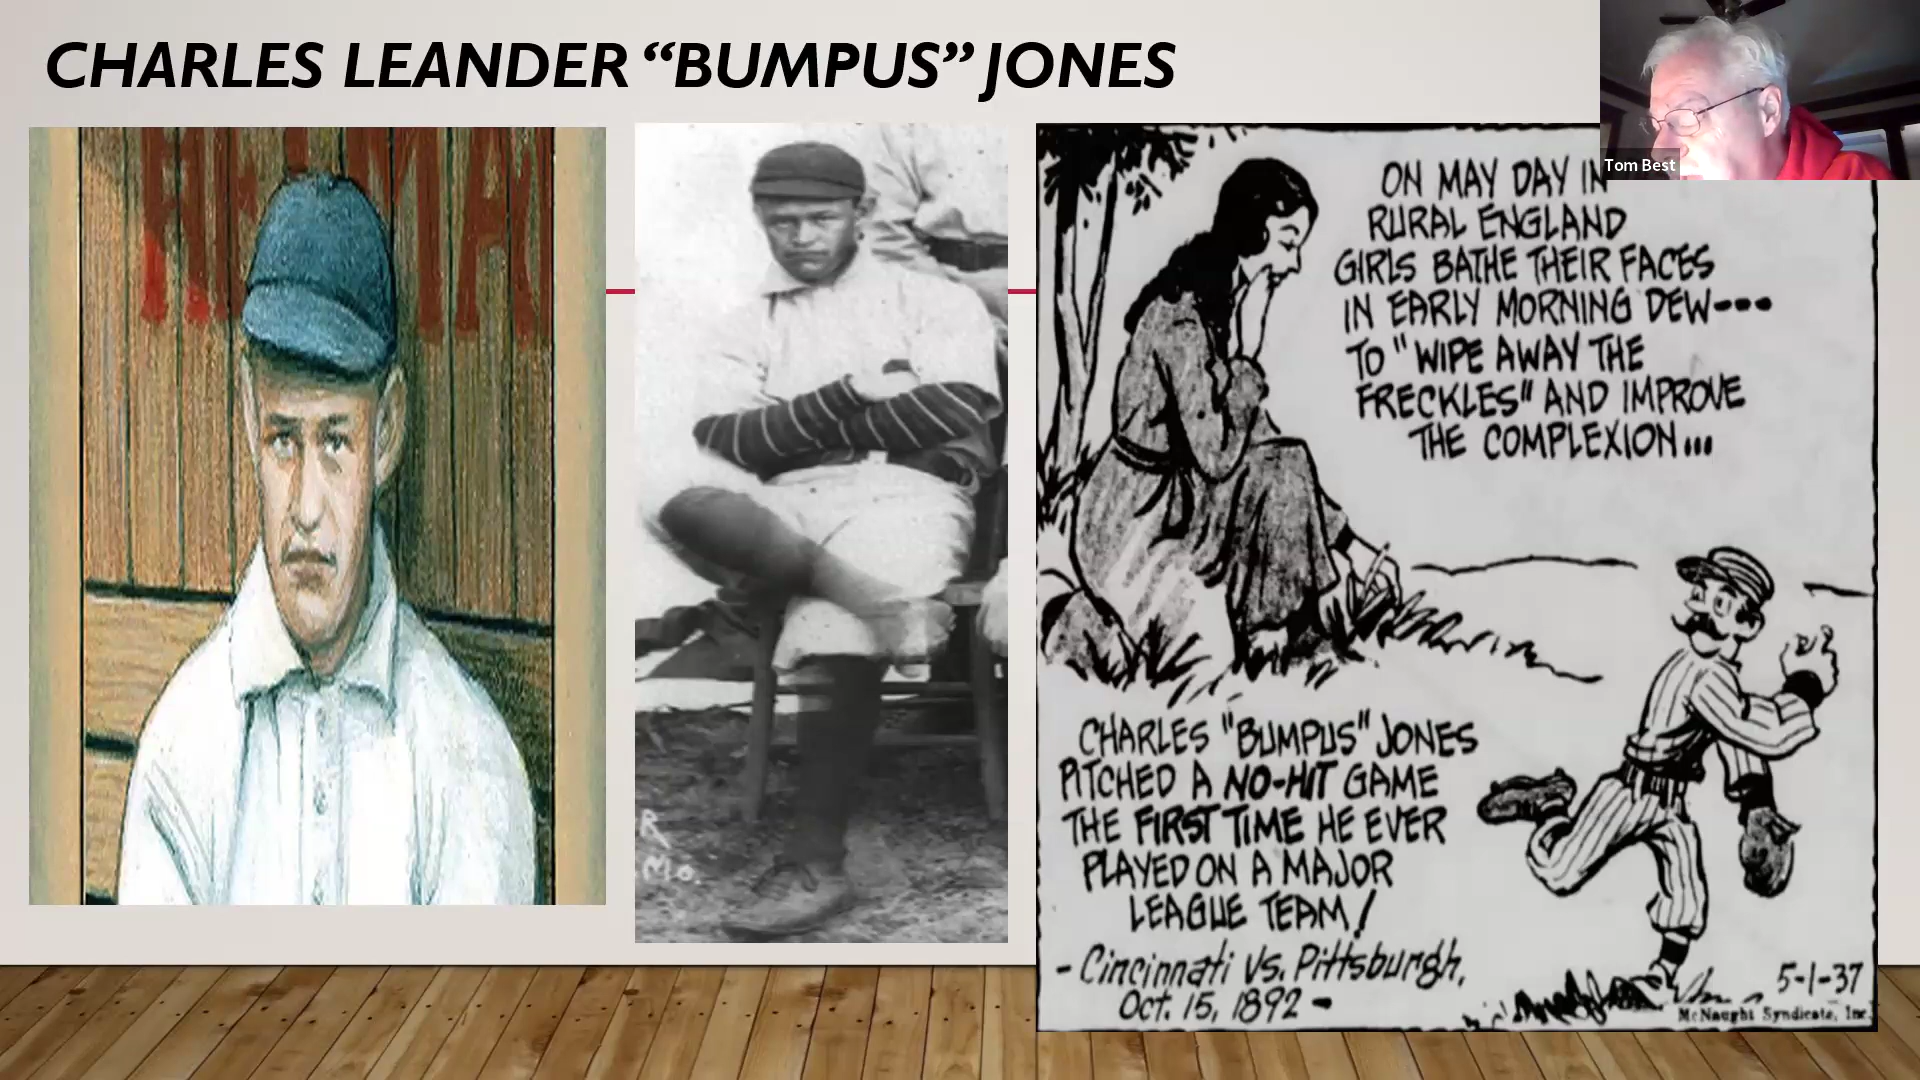 CHARLES LEANDER “BUMPUS” JONES
Tom Best
ON MAY DAY IN
RURAL ENGLAND
GIRLS BATHE THEIR FACES
IN EARLY MORNING DEW---
TO "WIPE AWAY THE
FRECKLES" AND IMPROVE
THE COMPLEXION...
CHARLES "BUMPUS" JONES
PITCHED A NO-HIT GAME
THE FIRST TIME HE EVER
PLAYED ON A MAJOR
LEAGUE TEAM!
- Cincinnati Vs. Pittsburgh,
Oct. 15, 1892 -
5-1-37
McNaught Syndicate, Inc.
R
Mo.